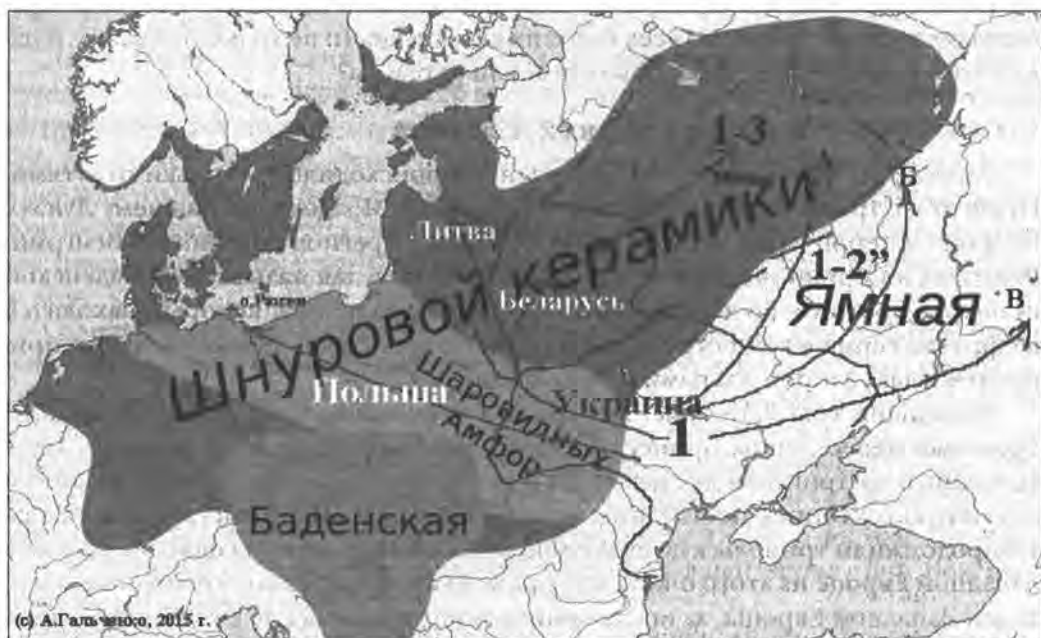 1-3
Литва
Б
Шнуровой керамики
1-2”
Беларусь
Ямная
В
о.Рюген
Польша
Шаровидных
Амфор
Украина
1
Баденская
(c) А.Гальченко, 2015 г.